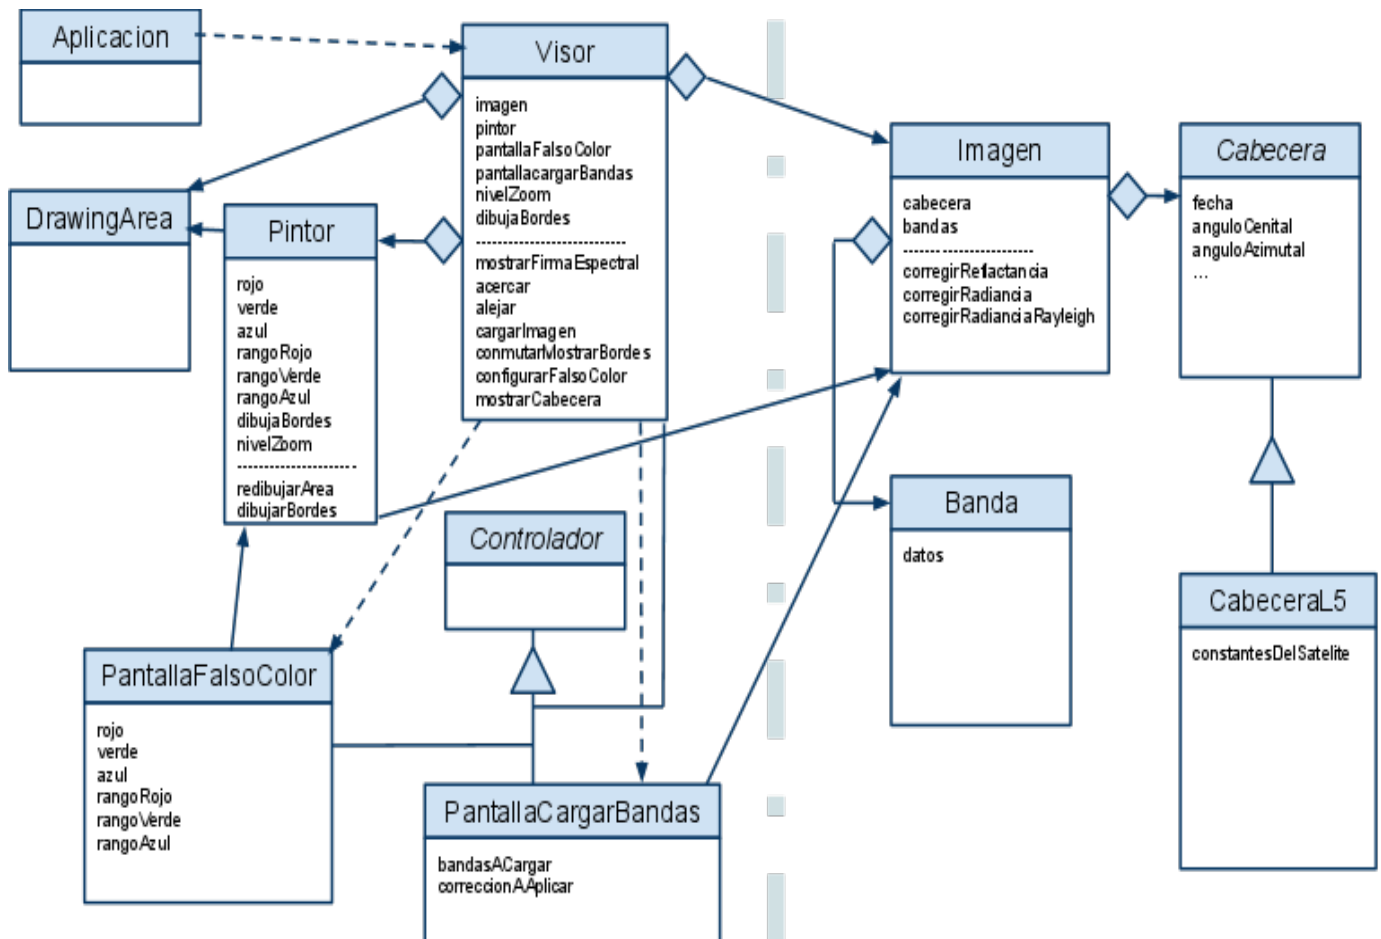 Aplicacion
Visor
imagen
pintor
pantallaFalsoColor
pantallacargarBandas
nivelZoom
dibujaBordes
----------------------------
mostrarFirmaEspectral
acercar
alejar
cargarImagen
conmutarMostrarBordes
configurarFalsoColor
mostrarCabecera
Imagen
cabecera
bandas
------------------------
corregirReflactancia
corregirRadiancia
corregirRadianciaRayleigh
Cabecera
fecha
anguloCenital
anguloAzimutal
...
DrawingArea
Pintor
rojo
verde
azul
rangoRojo
rangoVerde
rangoAzul
dibujaBordes
nivelZoom
----------------------
redibujarArea
dibujarBordes
Controlador
Banda
datos
CabeceraL5
constantesDelSatelite
PantallaFalsoColor
rojo
verde
azul
rangoRojo
rangoVerde
rangoAzul
PantallaCargarBandas
bandasACargar
correccionAAplicar